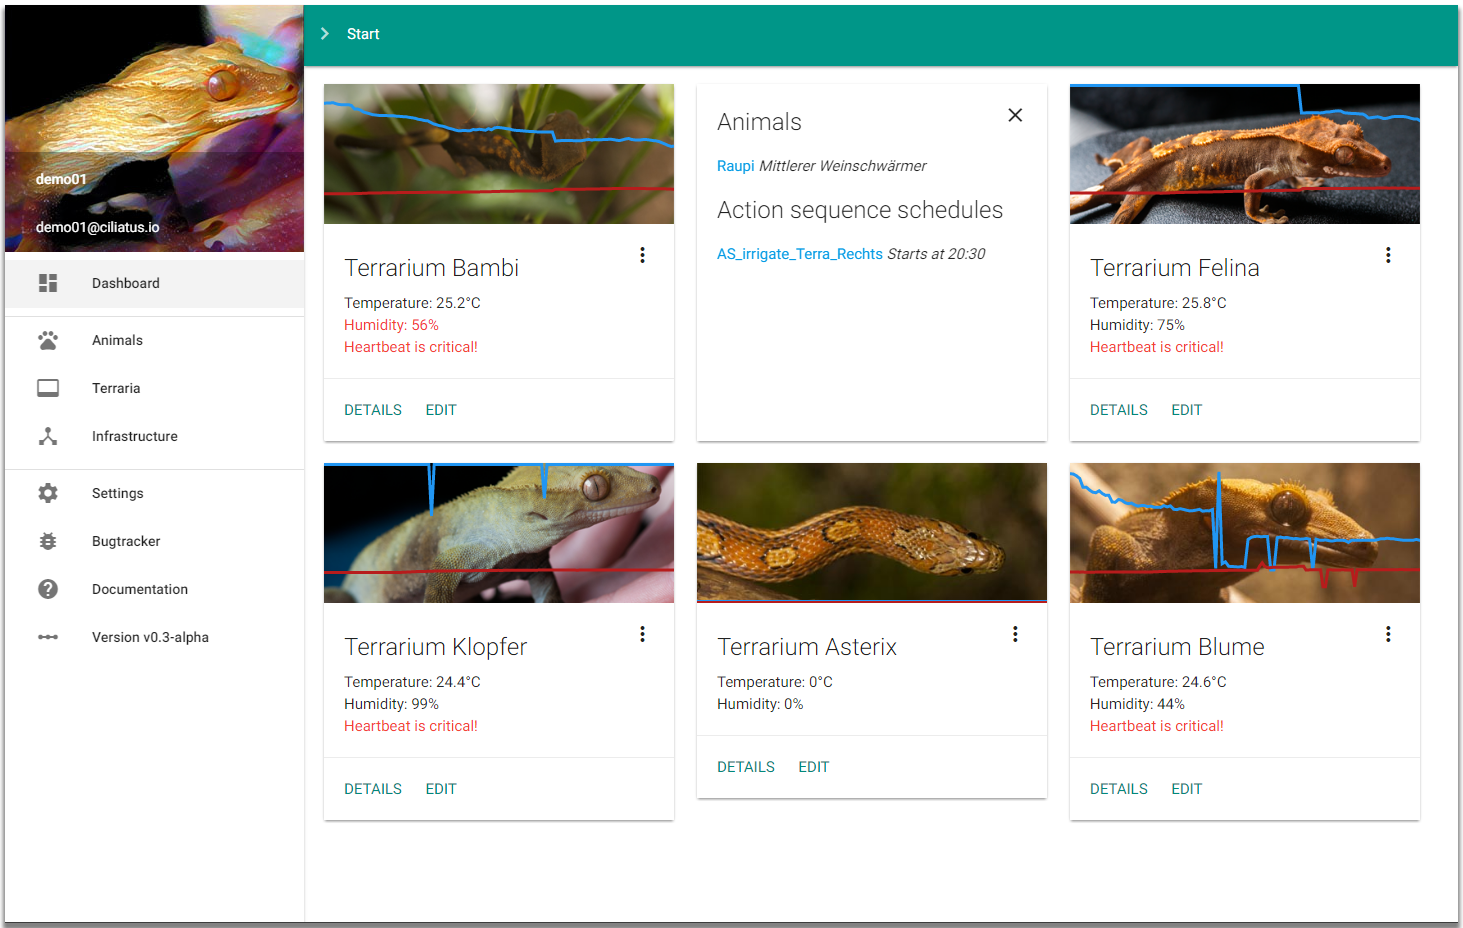 demo01
demo01@ciliatus.io
Dashboard
Animals
Terraria
Infrastructure
Settings
Bugtracker
Documentation
Version v0.3-alpha
Start
Terrarium Bambi
Temperature: 25.2°C
Humidity: 56%
Heartbeat is critical!
DETAILS EDIT
Animals
Raupi Mittlerer Weinschwärmer
Action sequence schedules
AS_irrigate_Terra_Rechts Starts at 20:30
Terrarium Felina
Temperature: 25.8°C
Humidity: 75%
Heartbeat is critical!
DETAILS EDIT
Terrarium Klopfer
Temperature: 24.4°C
Humidity: 99%
Heartbeat is critical!
DETAILS EDIT
Terrarium Asterix
Temperature: 0°C
Humidity: 0%
DETAILS EDIT
Terrarium Blume
Temperature: 24.6°C
Humidity: 44%
Heartbeat is critical!
DETAILS EDIT